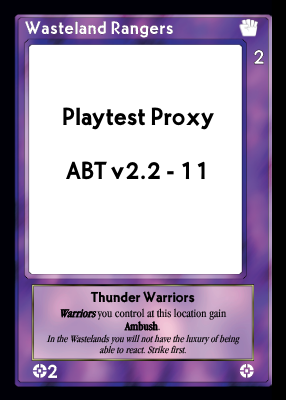 Wasteland Rangers
2
Playtest Proxy
ABT v2.2 - 11
Thunder Warriors
Warriors you control at this location gain
Ambush.
In the Wastelands you will not have the luxury of being
able to react. Strike first.
2